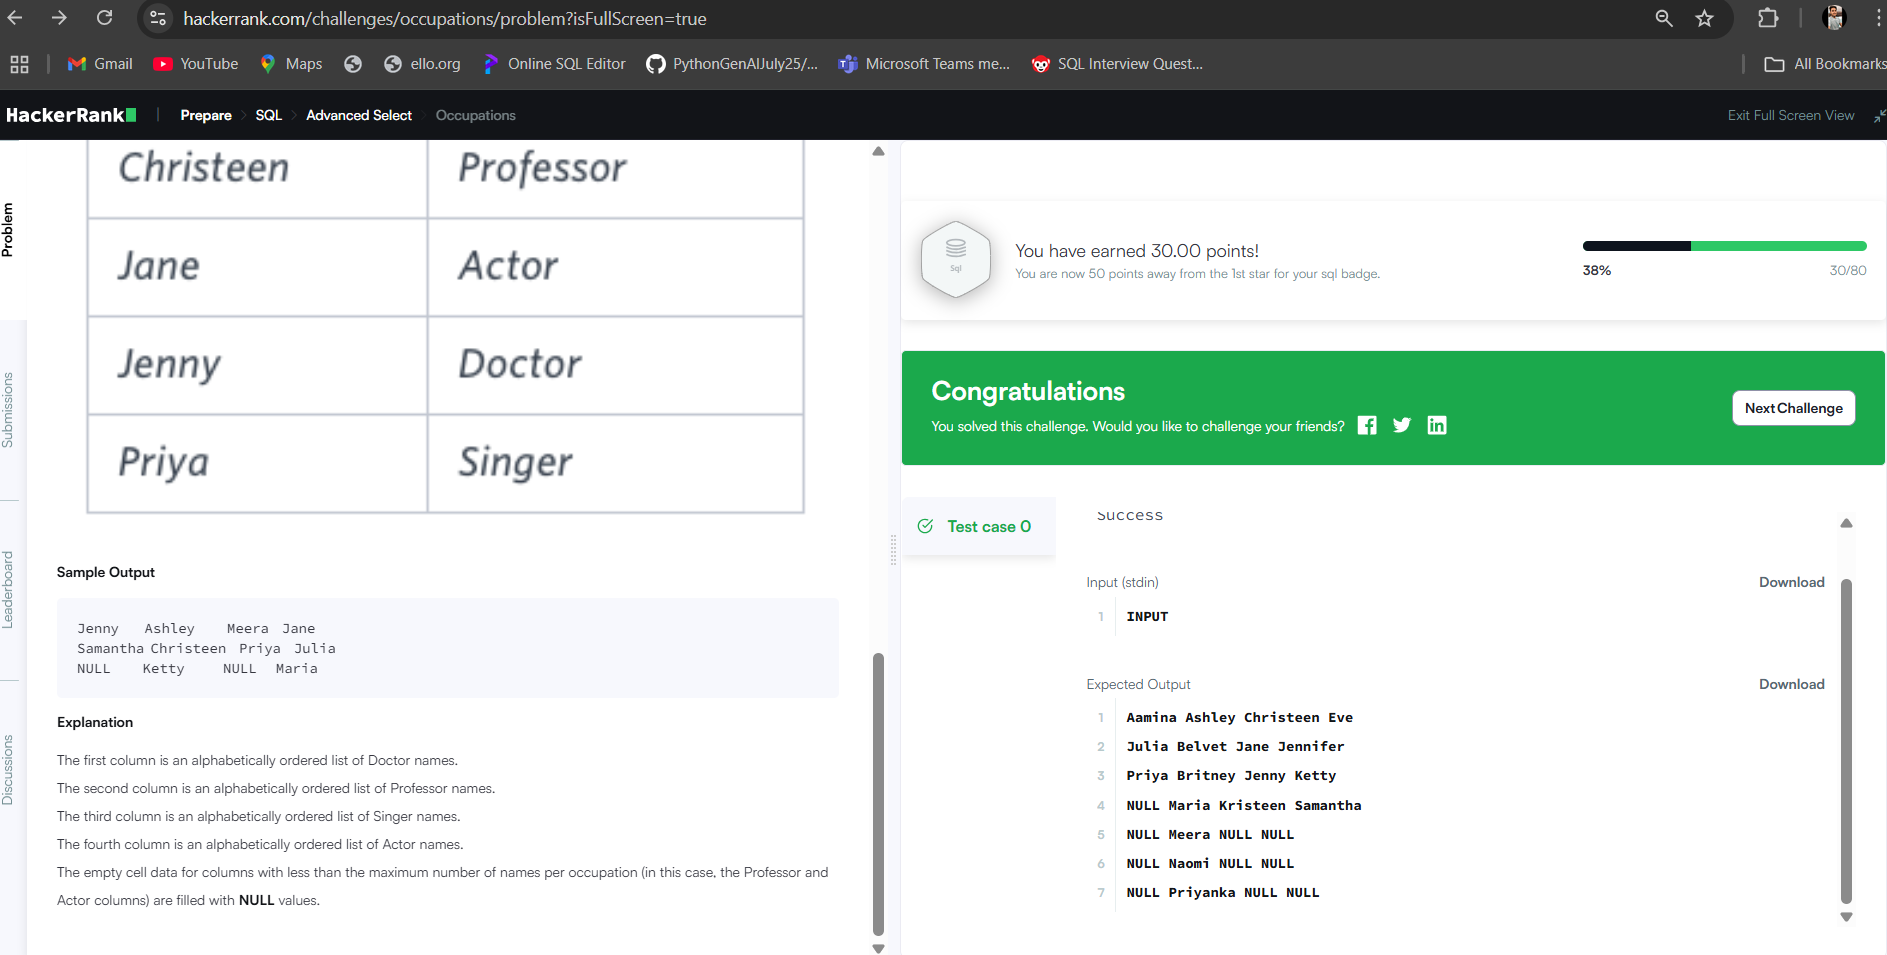 hackerrank.com/challenges/occupations/problem?isFullScreen=true
Gmail YouTube Maps ello.org Online SQL Editor PythonGenAIJuly25/... Microsoft Teams me... SQL Interview Quest... All Bookmarks
HackerRank Prepare SQL Advanced Select Occupations Exit Full Screen View
Problem
Submissions
Leaderboard
Discussions
Christeen Professor
Jane Actor
Jenny Doctor
Priya Singer
Sample Output
Jenny Ashley Meera Jane
Samantha Christeen Priya Julia
NULL Ketty NULL Maria
Explanation
The first column is an alphabetically ordered list of Doctor names.
The second column is an alphabetically ordered list of Professor names.
The third column is an alphabetically ordered list of Singer names.
The fourth column is an alphabetically ordered list of Actor names.
The empty cell data for columns with less than the maximum number of names per occupation (in this case, the Professor and
Actor columns) are filled with NULL values.
Sql
You have earned 30.00 points!
You are now 50 points away from the 1st star for your sql badge.
38% 30/80
Congratulations
You solved this challenge. Would you like to challenge your friends?
Next Challenge
Test case 0
Success
Input (stdin) Download
1 INPUT
Expected Output Download
1 Aamina Ashley Christeen Eve
2 Julia Belvet Jane Jennifer
3 Priya Britney Jenny Ketty
4 NULL Maria Kristeen Samantha
5 NULL Meera NULL NULL
6 NULL Naomi NULL NULL
7 NULL Priyanka NULL NULL